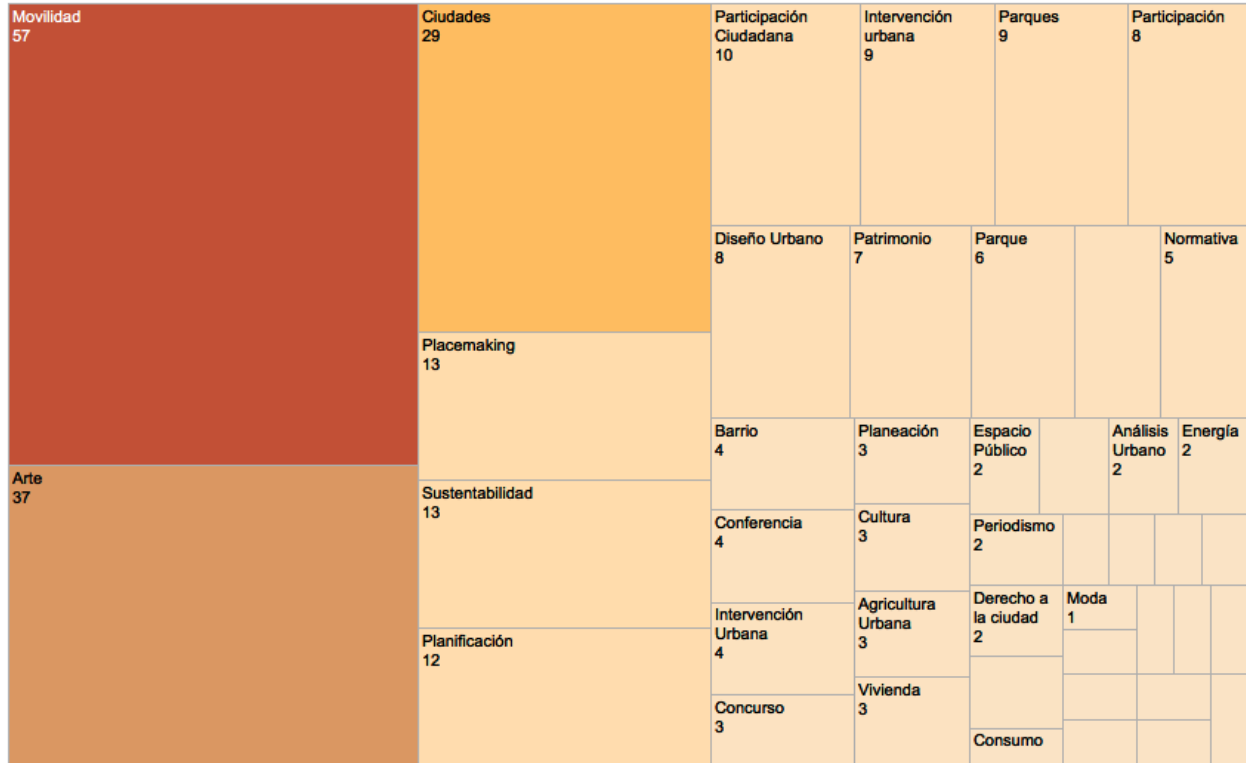 Movilidad
57
Arte
37
Ciudades
29
Placemaking
13
Sustentabilidad
13
Planificación
12
Participación
Ciudadana
10
Intervención
urbana
9
Parques
9
Participación
8
Diseño Urbano
8
Patrimonio
7
Parque
6
Normativa
5
Barrio
4
Conferencia
4
Intervención
Urbana
4
Concurso
3
Planeación
3
Cultura
3
Agricultura
Urbana
3
Vivienda
3
Espacio
Público
2
Análisis
Urbano
2
Energía
2
Periodismo
2
Derecho a
la ciudad
2
Moda
1
Consumo